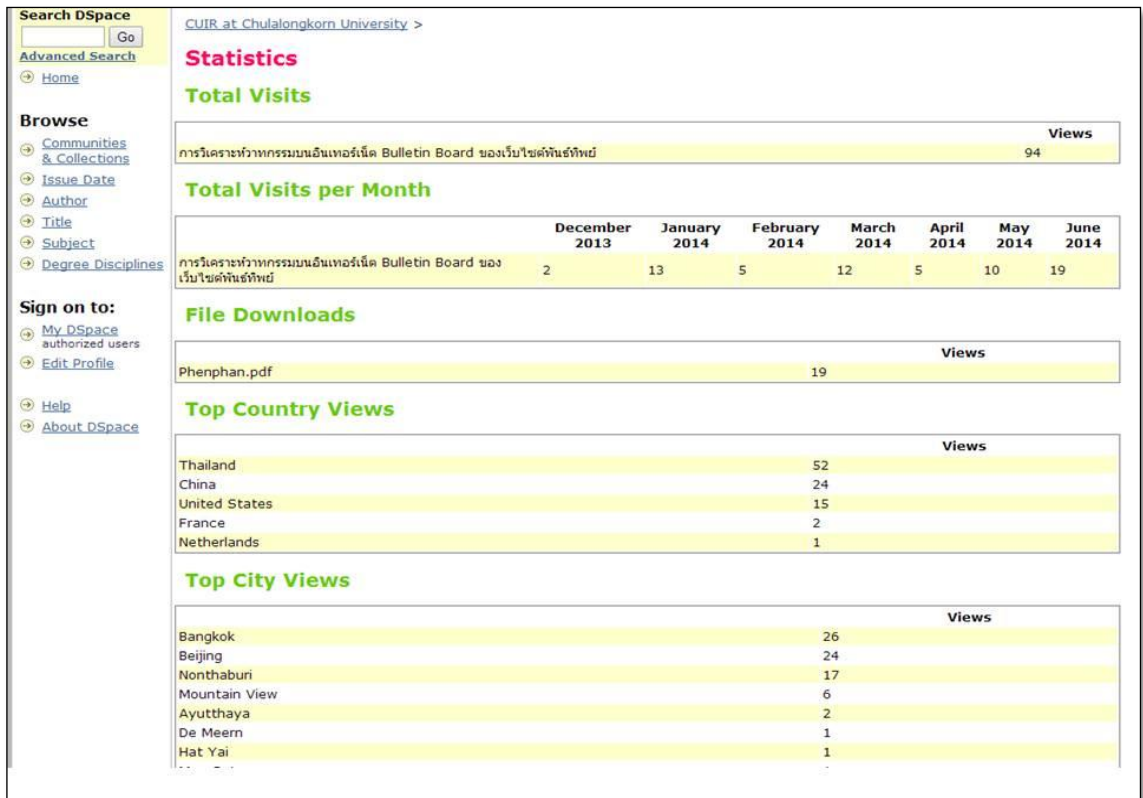 Search DSpace
Go
Advanced Search
Home
Browse
Communities
& Collections
Issue Date
Author
Title
Subject
Degree Disciplines
Sign on to:
My DSpace
authorized users
Edit Profile
Help
About DSpace
CUIR at Chulalongkorn University >
Statistics
Total Visits
Views
การวิเคราะห์วาทกรรมบนอินเทอร์เน็ต Bulletin Board ของเว็บไซต์พันธ์ทิพย์ 94
Total Visits per Month
December 2013 January 2014 February 2014 March 2014 April 2014 May 2014 June 2014
การวิเคราะห์วาทกรรมบนอินเทอร์เน็ต Bulletin Board ของ
เว็บไซต์พันธ์ทิพย์ 2 13 5 12 5 10 19
File Downloads
Views
Phenphan.pdf 19
Top Country Views
Views
Thailand 52
China 24
United States 15
France 2
Netherlands 1
Top City Views
Views
Bangkok 26
Beijing 24
Nonthaburi 17
Mountain View 6
Ayutthaya 2
De Meern 1
Hat Yai 1